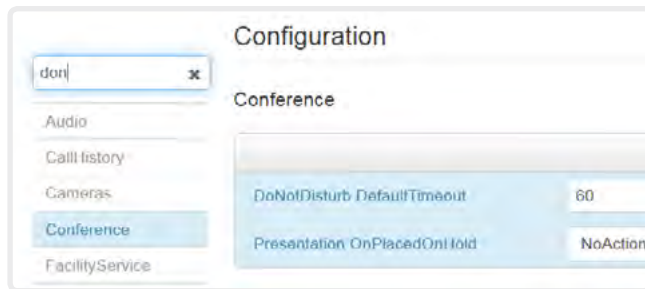 Configuration
don
Conference
Audio
CallHistory
Cameras
DoNotDisturb DefaultTimeout 60
Conference
Presentation OnPlacedOnHold NoAction
FacilityService